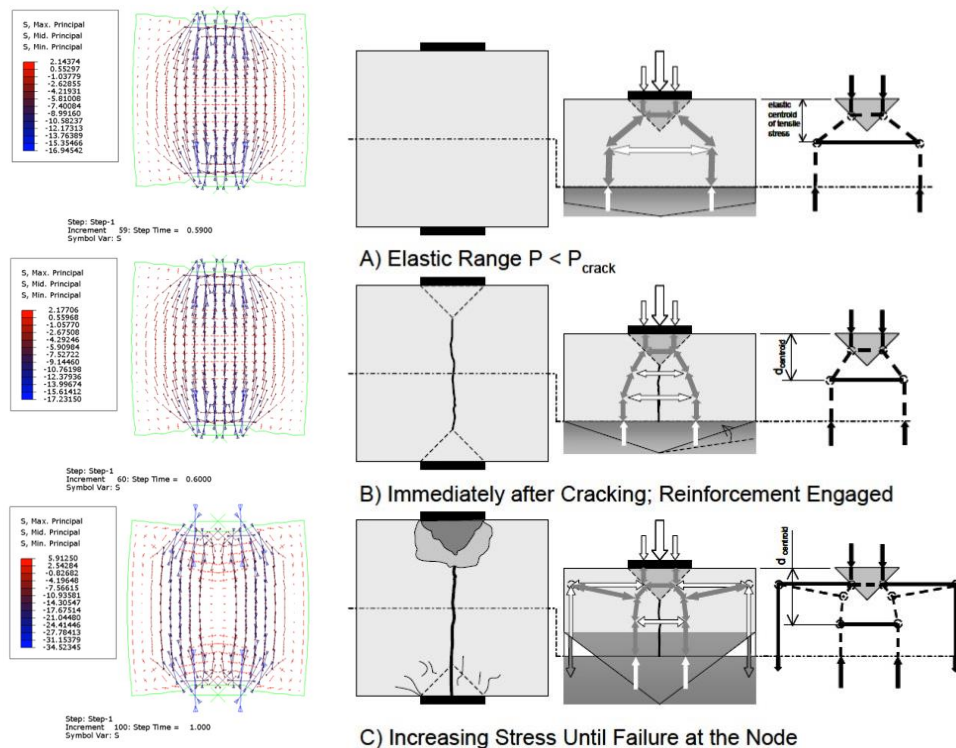 S, Max. Principal
S, Mid. Principal
S, Min. Principal
2.14374
0.55297
-1.03779
-2.62855
-4.21931
-5.81008
-7.40084
-8.99160
-10.58237
-12.17313
-13.76389
-15.35466
-16.94542
Step: Step-1
Increment 59: Step Time = 0.5900
Symbol Var: S
elastic
centroid
of tensile
stress
A) Elastic Range P < Pcrack
S, Max. Principal
S, Mid. Principal
S, Min. Principal
2.17706
0.55968
-1.05770
-2.67508
-4.29246
-5.90984
-7.52722
-9.14460
-10.76198
-12.37936
-13.99674
-15.61412
-17.23150
Step: Step-1
Increment 60: Step Time = 0.6000
Symbol Var: S
dcentroid
B) Immediately after Cracking; Reinforcement Engaged
S, Max. Principal
S, Mid. Principal
S, Min. Principal
5.91250
2.54284
-0.82682
-4.19648
-7.56615
-10.93581
-14.30547
-17.67514
-21.04480
-24.41446
-27.78413
-31.15379
-34.52345
Step: Step-1
Increment 100: Step Time = 1.000
Symbol Var: S
d centroid
C) Increasing Stress Until Failure at the Node